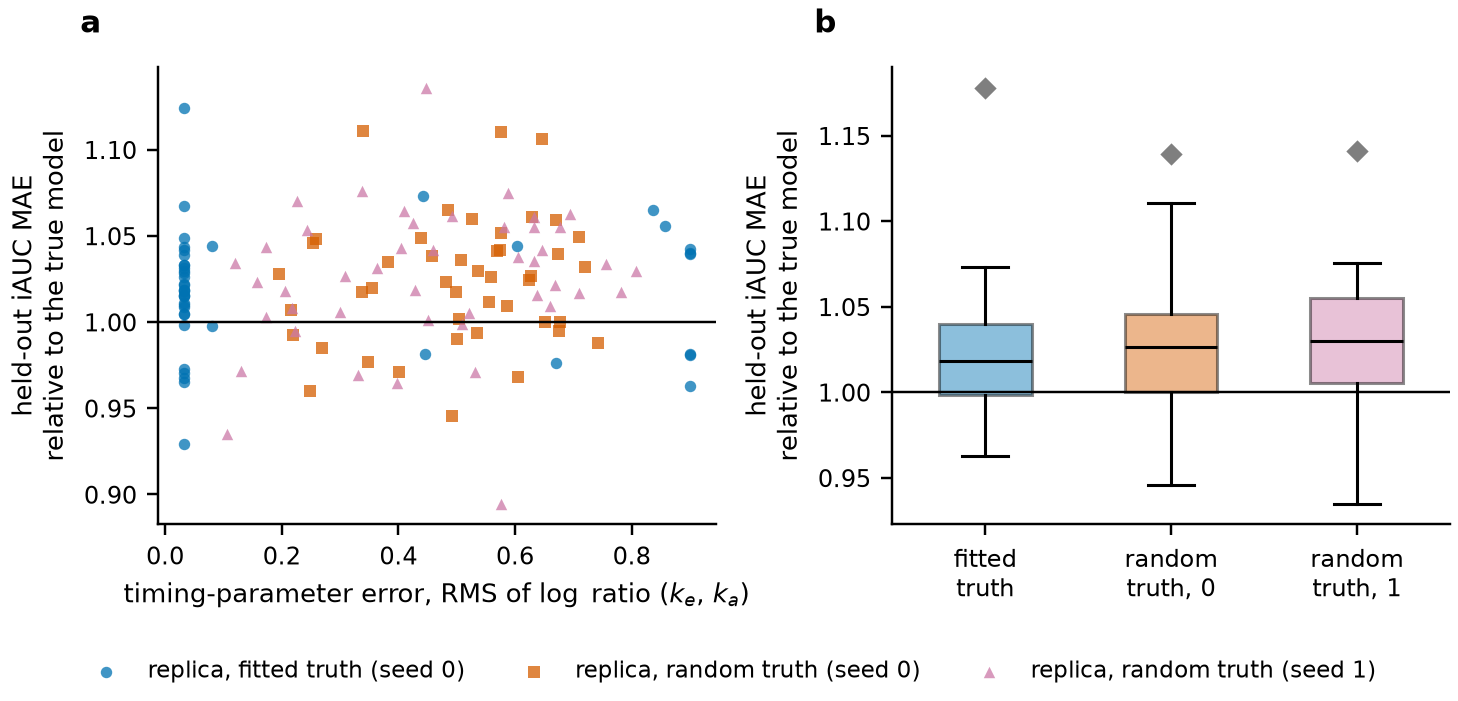 a
held-out iAUC MAE
relative to the true model
1.10
1.05
1.00
0.95
0.90
0.0
0.2
0.4
0.6
0.8
timing-parameter error, RMS of log ratio (kₑ, kₐ)
b
held-out iAUC MAE
relative to the true model
1.15
1.10
1.05
1.00
0.95
fitted
truth
random
truth, 0
random
truth, 1
replica, fitted truth (seed 0)
replica, random truth (seed 0)
replica, random truth (seed 1)